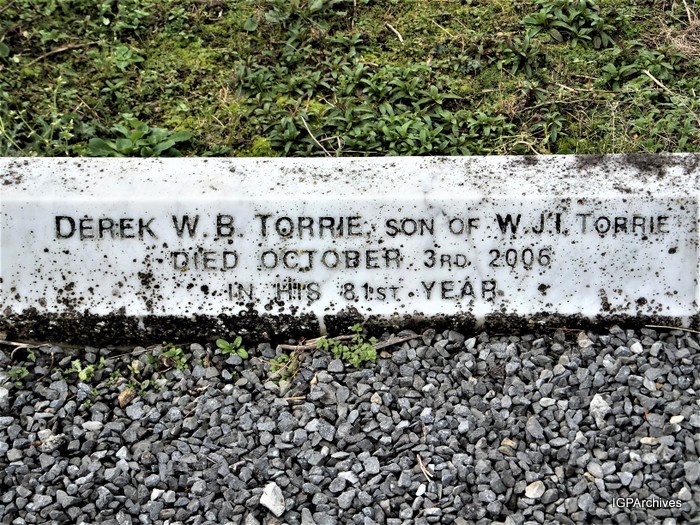 DEREK W.B. TORRIE, SON OF W.J.I. TORRIE
DIED OCTOBER 3RD. 2006
IN HIS 81ST. YEAR
IGPArchives